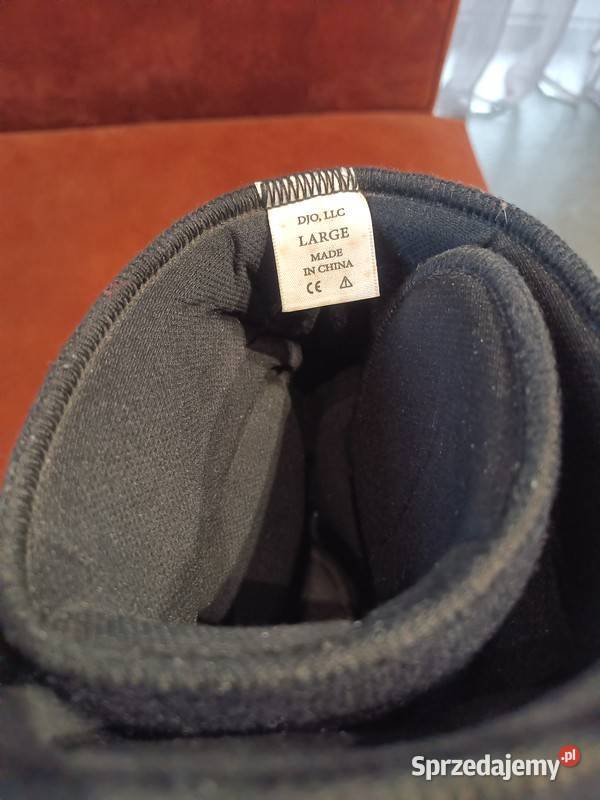 DJO, LLC
LARGE
MADE
IN CHINA
CE
Sprzedajemy.pl